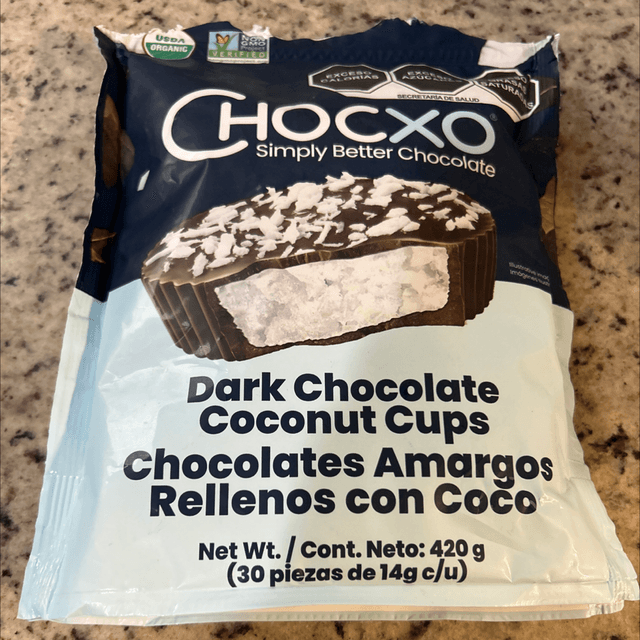 USDA
ORGANIC
NON
GMO
Project
VERIFIED
EXCESO
CALORÍAS
EXCESO
AZÚCARES
EXCESO
GRASAS
SATURADAS
SECRETARÍA DE SALUD
CHOCXO®
Simply Better Chocolate
Dark Chocolate
Coconut Cups
Chocolates Amargos
Rellenos con Coco
Net Wt. / Cont. Neto: 420 g
(30 piezas de 14g c/u)